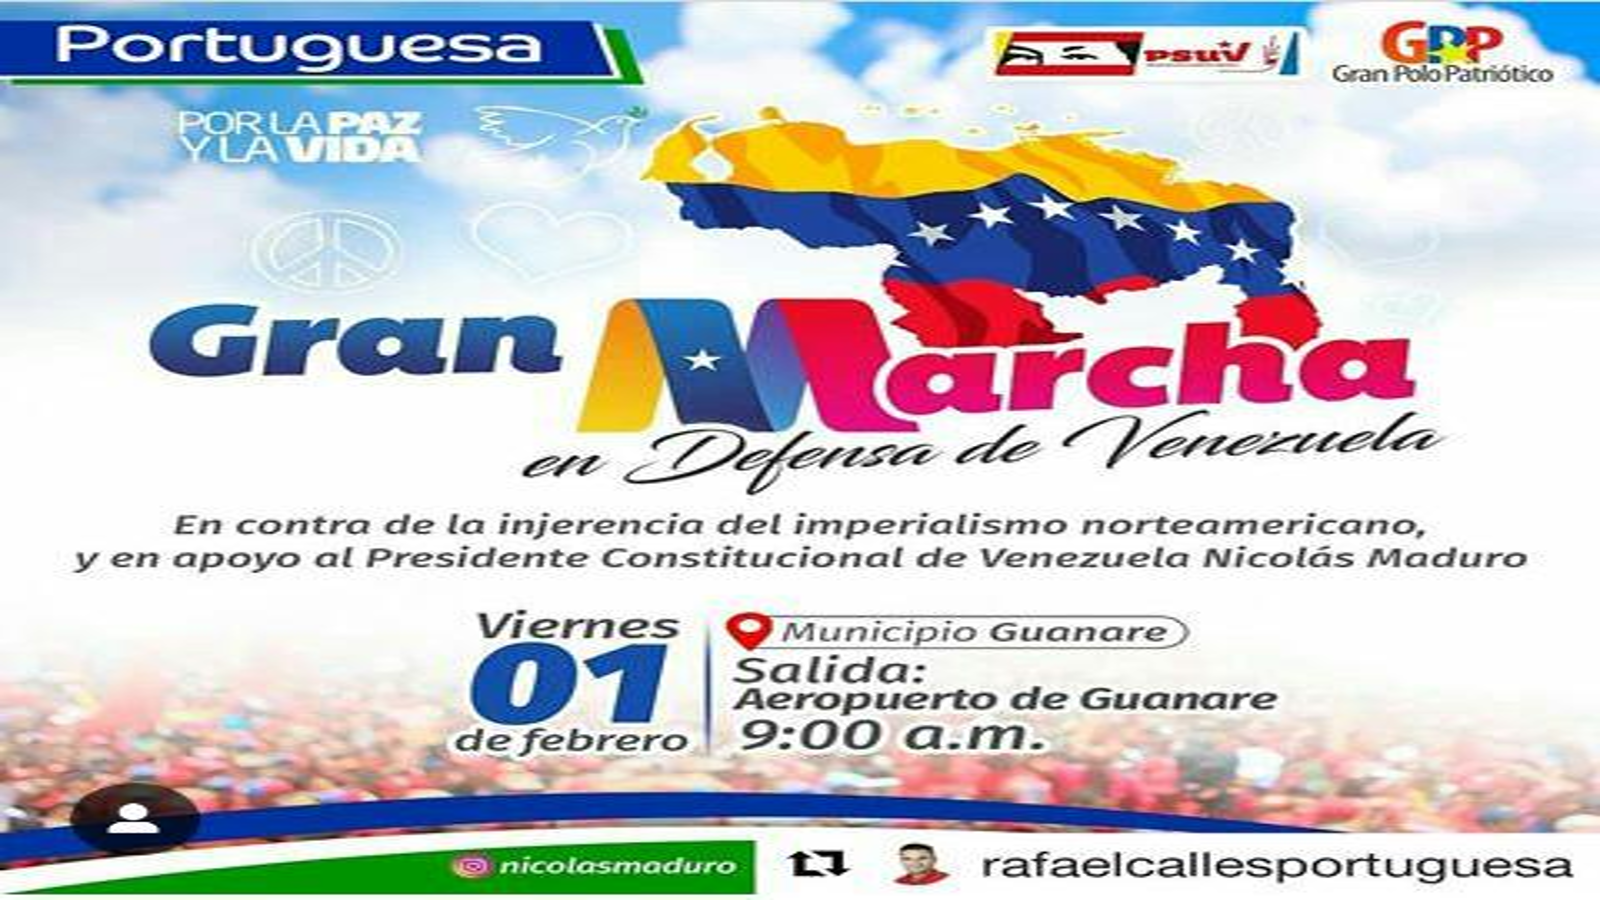 Portuguesa
PSUV
GPP
Gran Polo Patriótico
POR LA PAZ
Y LA VIDA
Gran Marcha
en Defensa de Venezuela
En contra de la injerencia del imperialismo norteamericano,
y en apoyo al Presidente Constitucional de Venezuela Nicolás Maduro
Viernes
01
de febrero
Municipio Guanare
Salida:
Aeropuerto de Guanare
9:00 a.m.
nicolasmaduro
rafaelcallesportuguesa